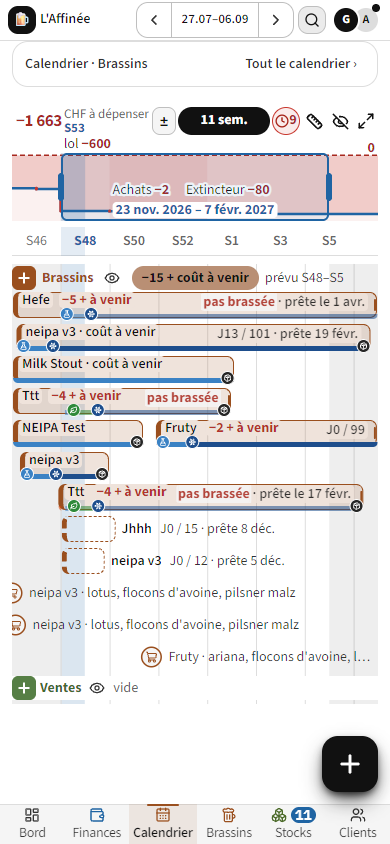 L'Affinée
27.07–06.09
G
A
Calendrier · Brassins
Tout le calendrier ›
−1 663 CHF à dépenser
S53
lol −600
±
11 sem.
9
0
Achats −2 Extincteur −80
23 nov. 2026 – 7 févr. 2027
S46 S48 S50 S52 S1 S3 S5
Brassins
−15 + coût à venir
prévu S48–S5
Hefe −5 + à venir pas brassée · prête le 1 avr.
neipa v3 · coût à venir J13 / 101 · prête 19 févr.
Milk Stout · coût à venir
Ttt −4 + à venir pas brassée
NEIPA Test Fruty −2 + à venir J0 / 99
neipa v3
Ttt −4 + à venir pas brassée · prête le 17 févr.
Jhhh J0 / 15 · prête 8 déc.
neipa v3 J0 / 12 · prête 5 déc.
neipa v3 · lotus, flocons d'avoine, pilsner malz
neipa v3 · lotus, flocons d'avoine, pilsner malz
Fruty · ariana, flocons d'avoine, l…
Ventes vide
Bord Finances Calendrier Brassins Stocks 11 Clients